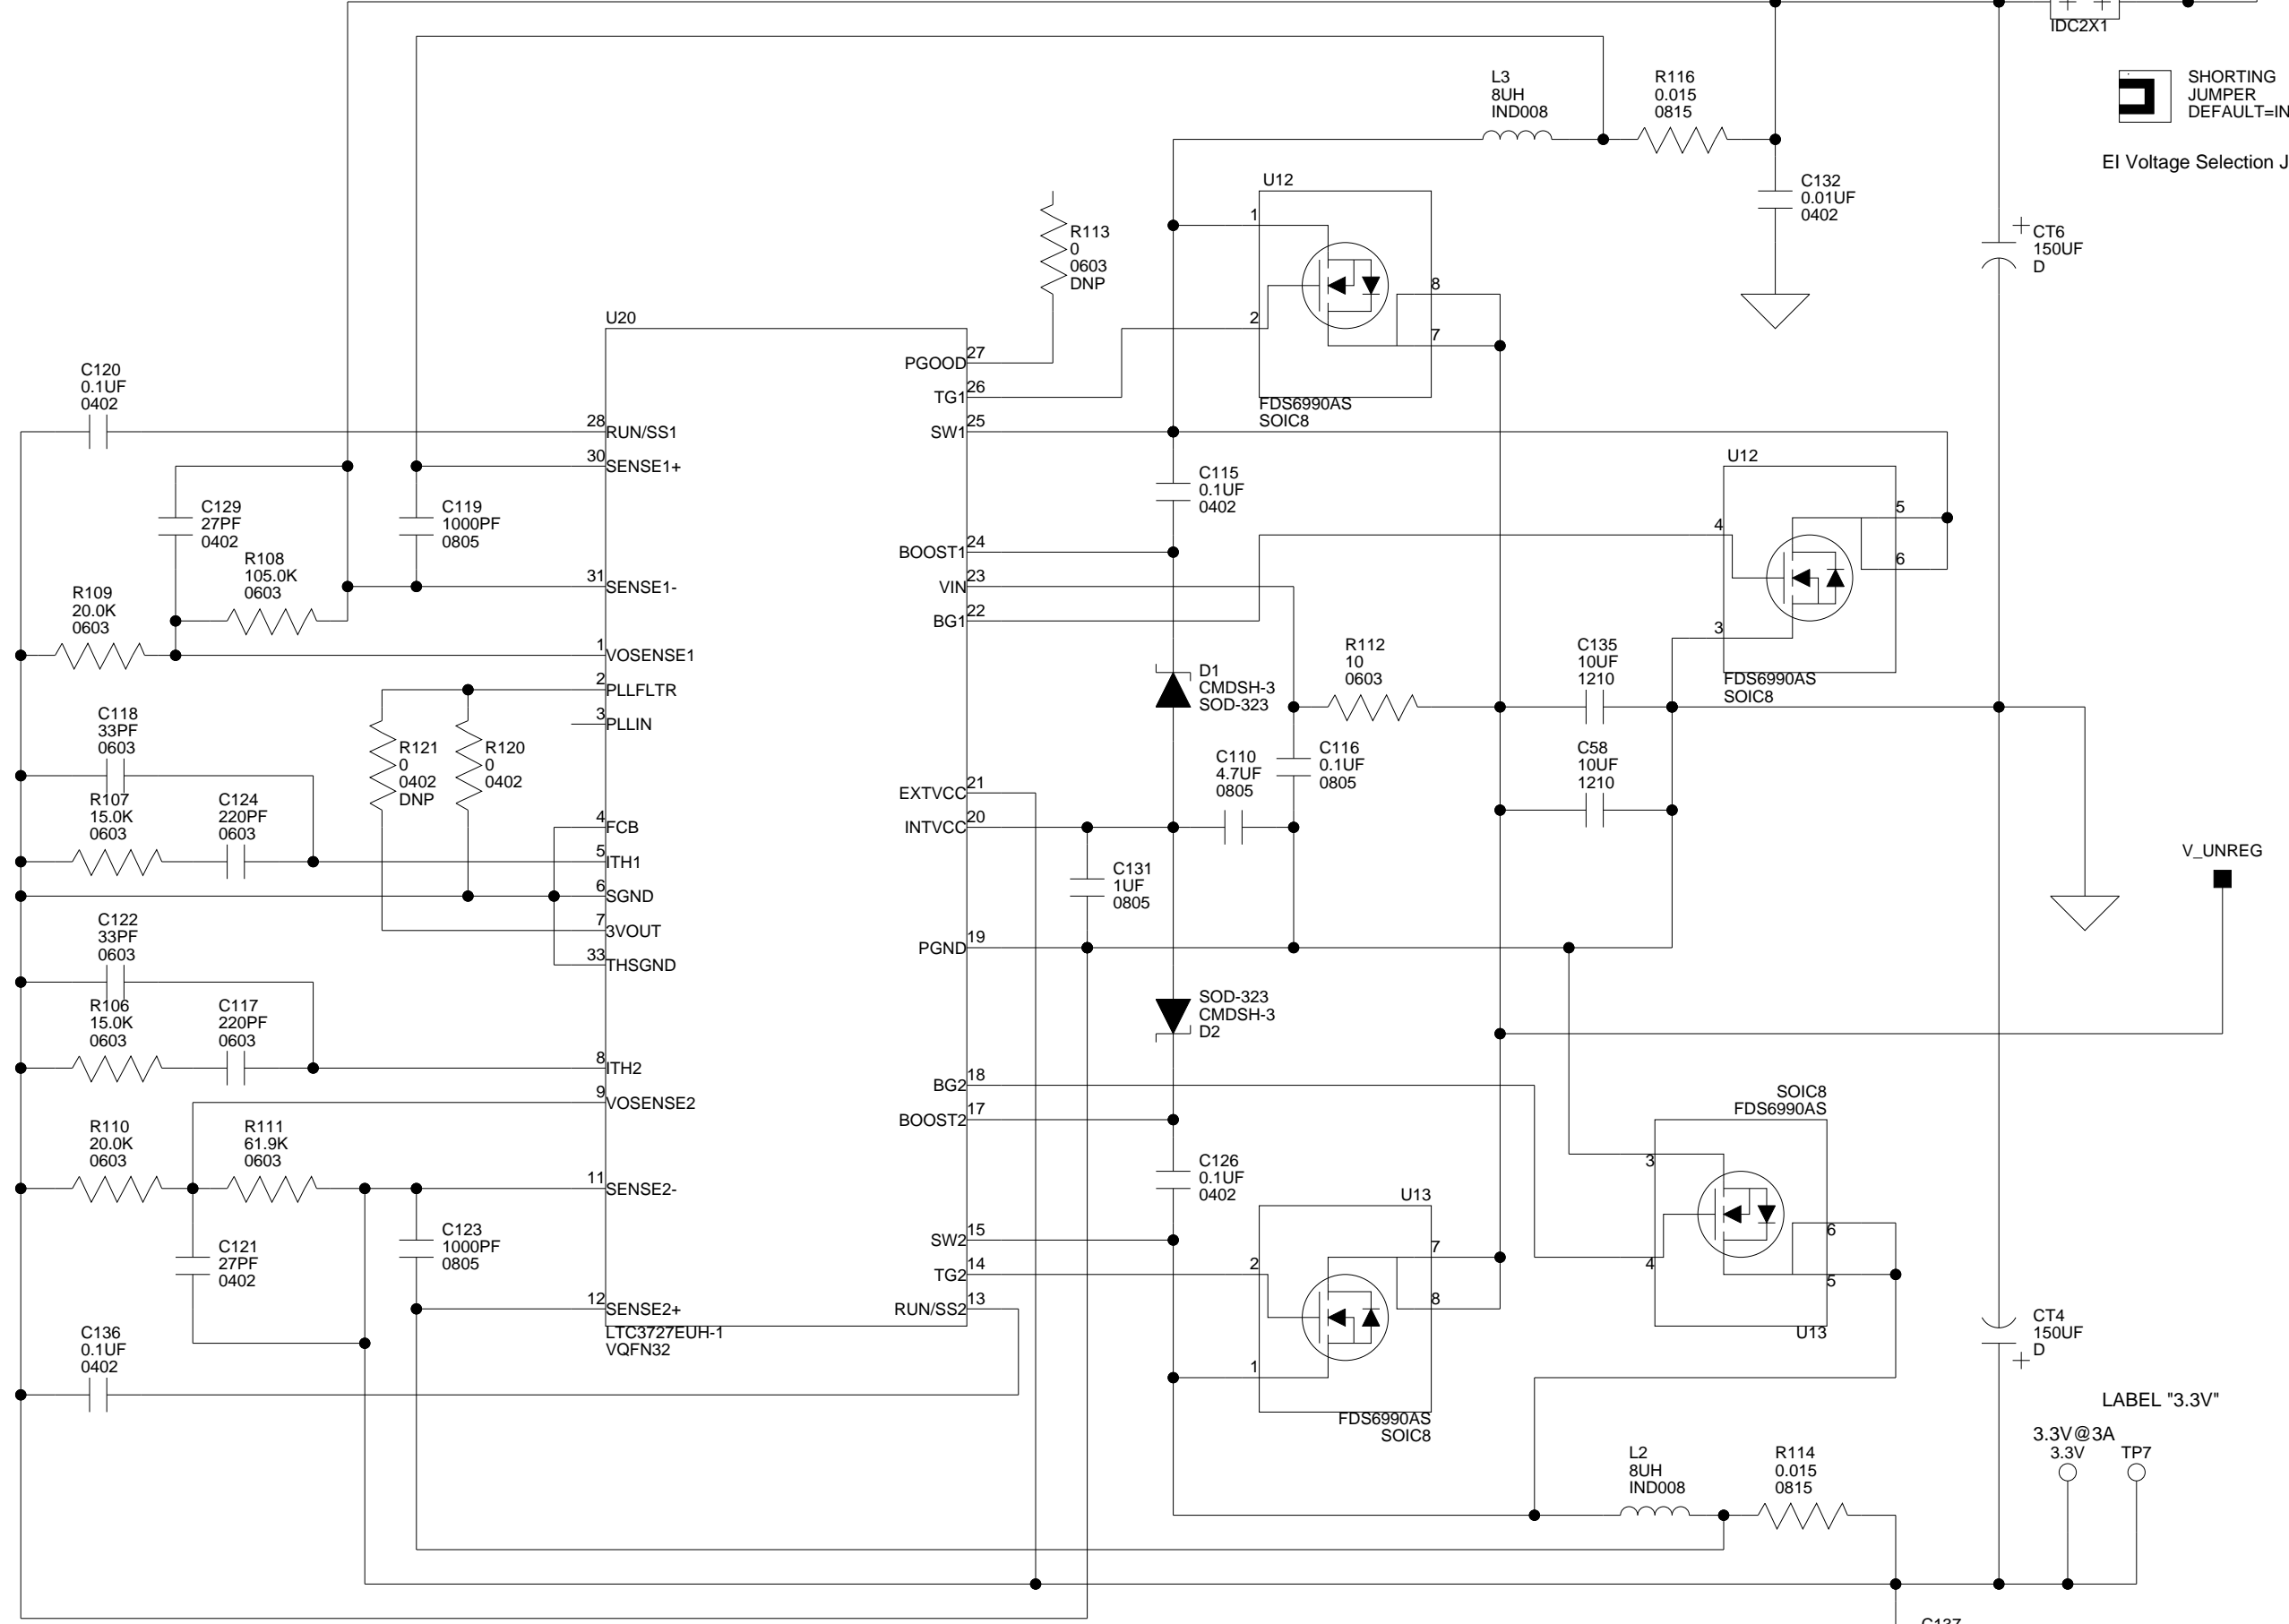 IDC2X1
SHORTING
JUMPER
DEFAULT=IN
EI Voltage Selection J
L3
8UH
IND008
R116
0.015
0815
C132
0.01UF
0402
CT6
150UF
D
U12
1
2
8
7
FDS6990AS
SOIC8
R113
0
0603
DNP
U20
PGOOD
27
TG1
26
SW1
25
BOOST1
24
VIN
23
BG1
22
EXTVCC
21
INTVCC
20
PGND
19
BG2
18
BOOST2
17
SW2
15
TG2
14
RUN/SS2
13
28
RUN/SS1
30
SENSE1+
31
SENSE1-
1
VOSENSE1
2
PLLFLTR
3
PLLIN
4
FCB
5
ITH1
6
SGND
7
3VOUT
33
THSGND
8
ITH2
9
VOSENSE2
11
SENSE2-
12
SENSE2+
LTC3727EUH-1
VQFN32
C120
0.1UF
0402
C129
27PF
0402
C119
1000PF
0805
R108
105.0K
0603
R109
20.0K
0603
C118
33PF
0603
R107
15.0K
0603
C124
220PF
0603
R121
0
0402
DNP
R120
0
0402
C122
33PF
0603
R106
15.0K
0603
C117
220PF
0603
R110
20.0K
0603
R111
61.9K
0603
C121
27PF
0402
C123
1000PF
0805
C136
0.1UF
0402
C115
0.1UF
0402
U12
4
3
5
6
FDS6990AS
SOIC8
D1
CMDSH-3
SOD-323
R112
10
0603
C135
10UF
1210
C110
4.7UF
0805
C116
0.1UF
0805
C58
10UF
1210
C131
1UF
0805
V_UNREG
SOD-323
CMDSH-3
D2
C126
0.1UF
0402
U13
2
1
7
8
FDS6990AS
SOIC8
SOIC8
FDS6990AS
3
4
6
5
U13
CT4
150UF
D
LABEL "3.3V"
3.3V@3A
3.3V
TP7
L2
8UH
IND008
R114
0.015
0815